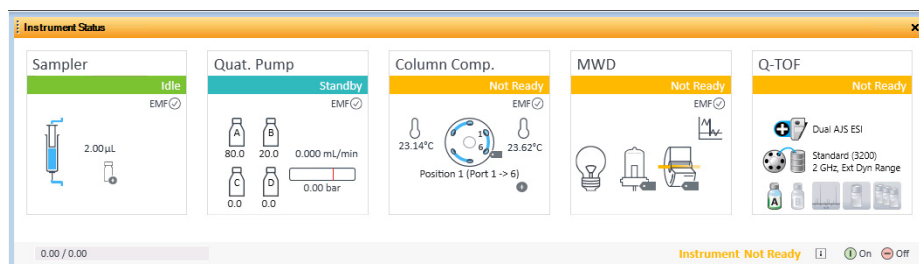 Instrument Status
x
Sampler
Idle
EMF
2.00 µL
Quat. Pump
Standby
EMF
A
B
80.0
20.0
0.000 mL/min
C
D
0.00 bar
0.0
0.0
Column Comp.
Not Ready
EMF
1
6
23.14°C
23.62°C
Position 1 (Port 1 -> 6)
MWD
Not Ready
EMF
Q-TOF
Not Ready
Dual AJS ESI
Standard (3200)
2 GHz, Ext Dyn Range
A
B
0.00 / 0.00
Instrument Not Ready
i
On
Off